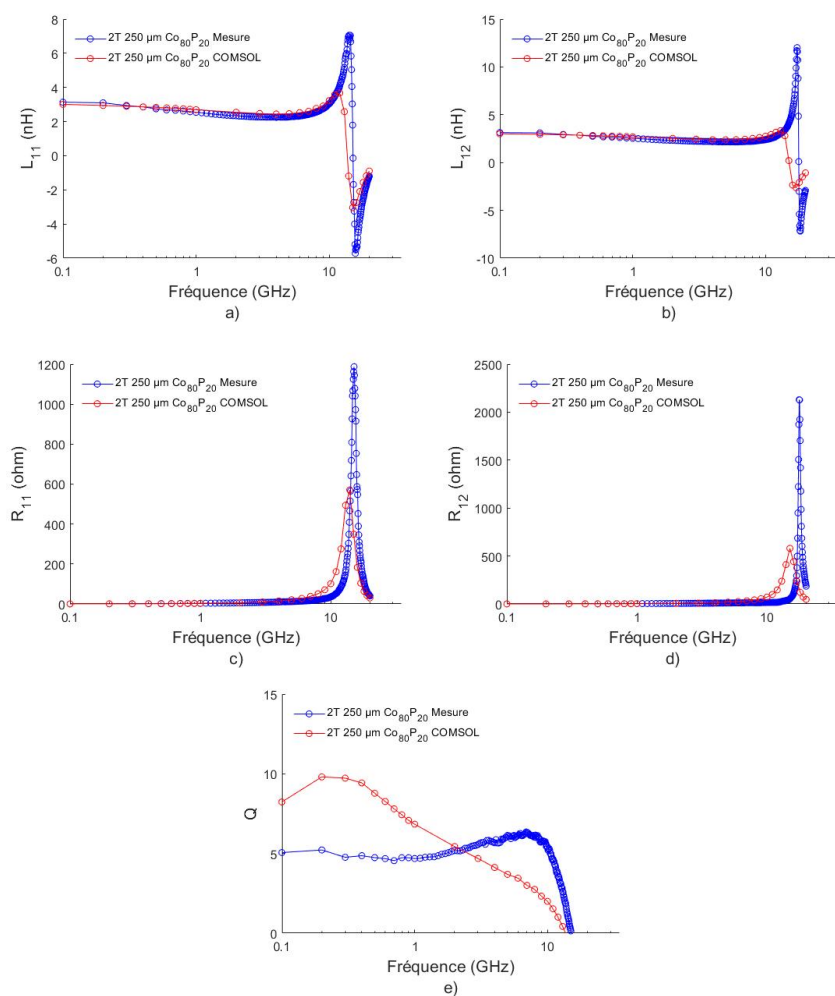 8
6
4
2
0
-2
-4
-6
0.1
1
10
L11 (nH)
Fréquence (GHz)
2T 250 µm Co80P20 Mesure
2T 250 µm Co80P20 COMSOL
a)
15
10
5
0
-5
-10
0.1
1
10
L12 (nH)
Fréquence (GHz)
2T 250 µm Co80P20 Mesure
2T 250 µm Co80P20 COMSOL
b)
1200
1000
800
600
400
200
0
0.1
1
10
R11 (ohm)
Fréquence (GHz)
2T 250 µm Co80P20 Mesure
2T 250 µm Co80P20 COMSOL
c)
2500
2000
1500
1000
500
0
0.1
1
10
R12 (ohm)
Fréquence (GHz)
2T 250 µm Co80P20 Mesure
2T 250 µm Co80P20 COMSOL
d)
15
10
5
0
0.1
1
10
Q
Fréquence (GHz)
2T 250 µm Co80P20 Mesure
2T 250 µm Co80P20 COMSOL
e)